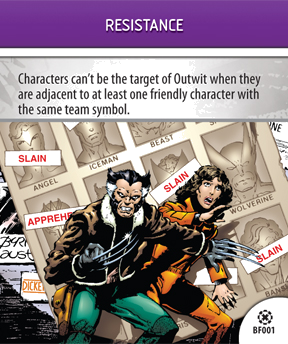 RESISTANCE
Characters can't be the target of Outwit when they
are adjacent to at least one friendly character with
the same team symbol.
SLAIN
ANGEL
ICEMAN
BEAST
SLAIN
APPREHE
WOLVERINE
SLAIN
BF001